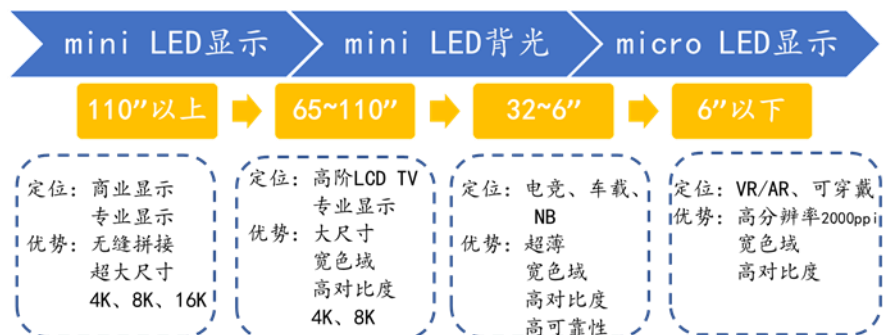 mini LED显示
mini LED背光
micro LED显示
110”以上
65~110”
32~6”
6”以下
定位：商业显示
专业显示
优势：无缝拼接
超大尺寸
4K、8K、16K
定位：高阶LCD TV
专业显示
优势：大尺寸
宽色域
高对比度
4K、8K
定位：电竞、车载、
NB
优势：超薄
宽色域
高对比度
高可靠性
定位：VR/AR、可穿戴
优势：高分辨率2000ppi
宽色域
高对比度